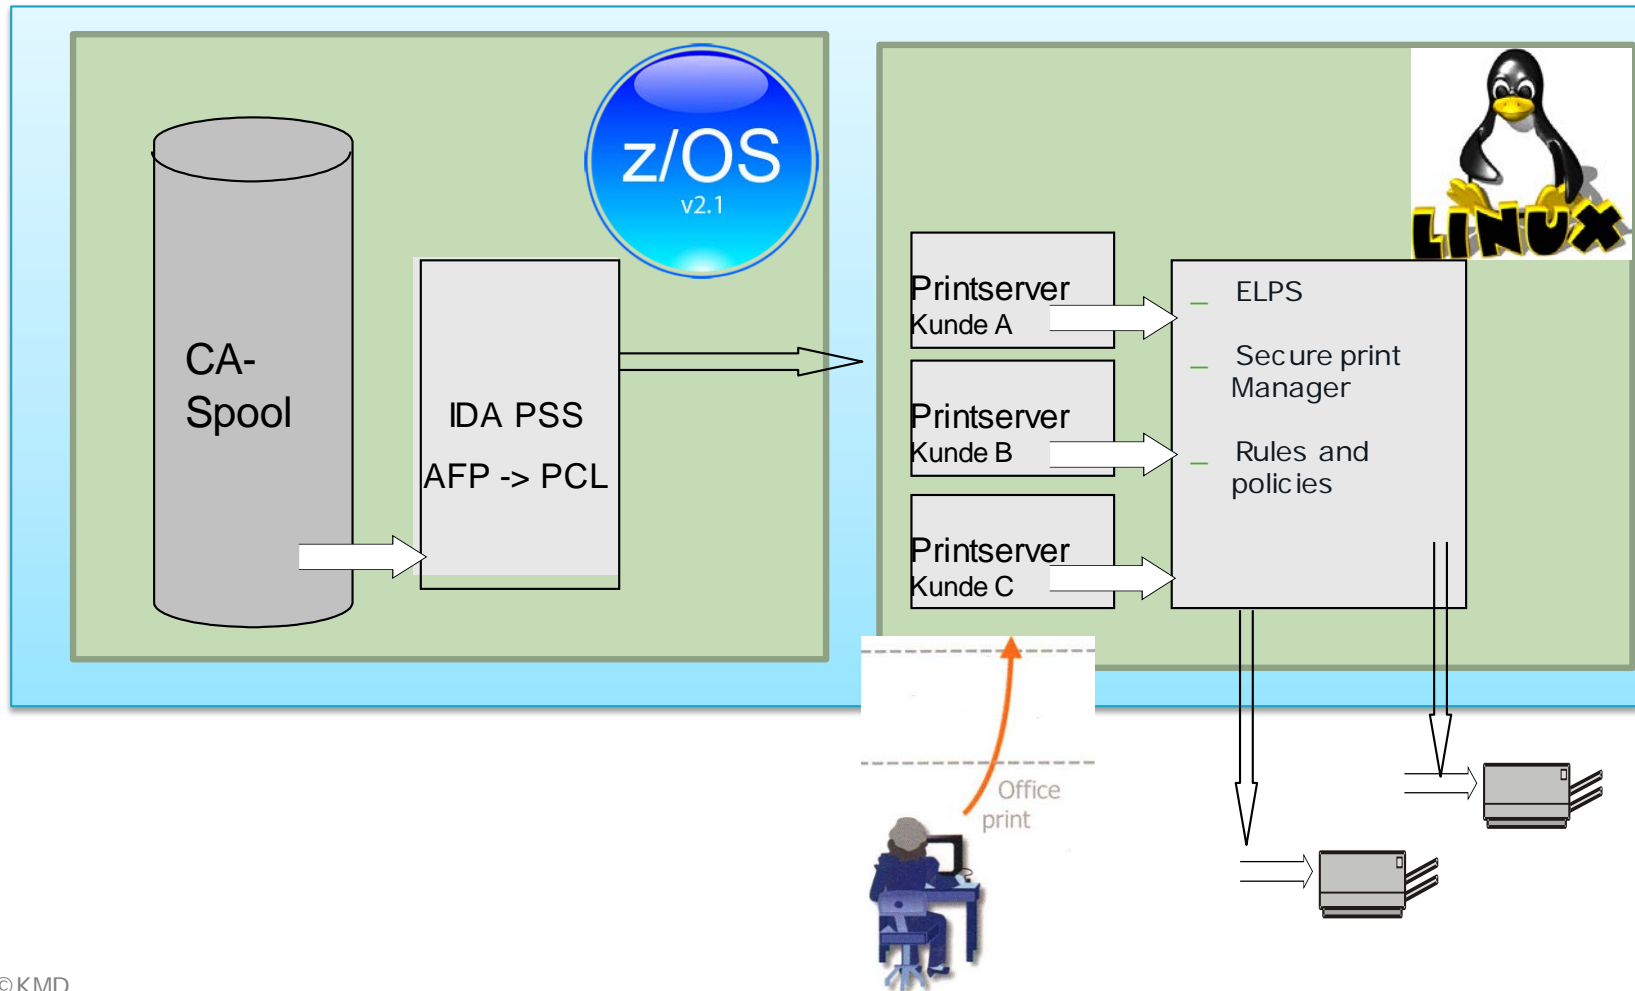 z/OS
v2.1
CA-
Spool
IDA PSS
AFP -> PCL
LINUX
Printserver
Kunde A
Printserver
Kunde B
Printserver
Kunde C
_ ELPS
_ Secure print
Manager
_ Rules and
policies
Office
print
©KMD